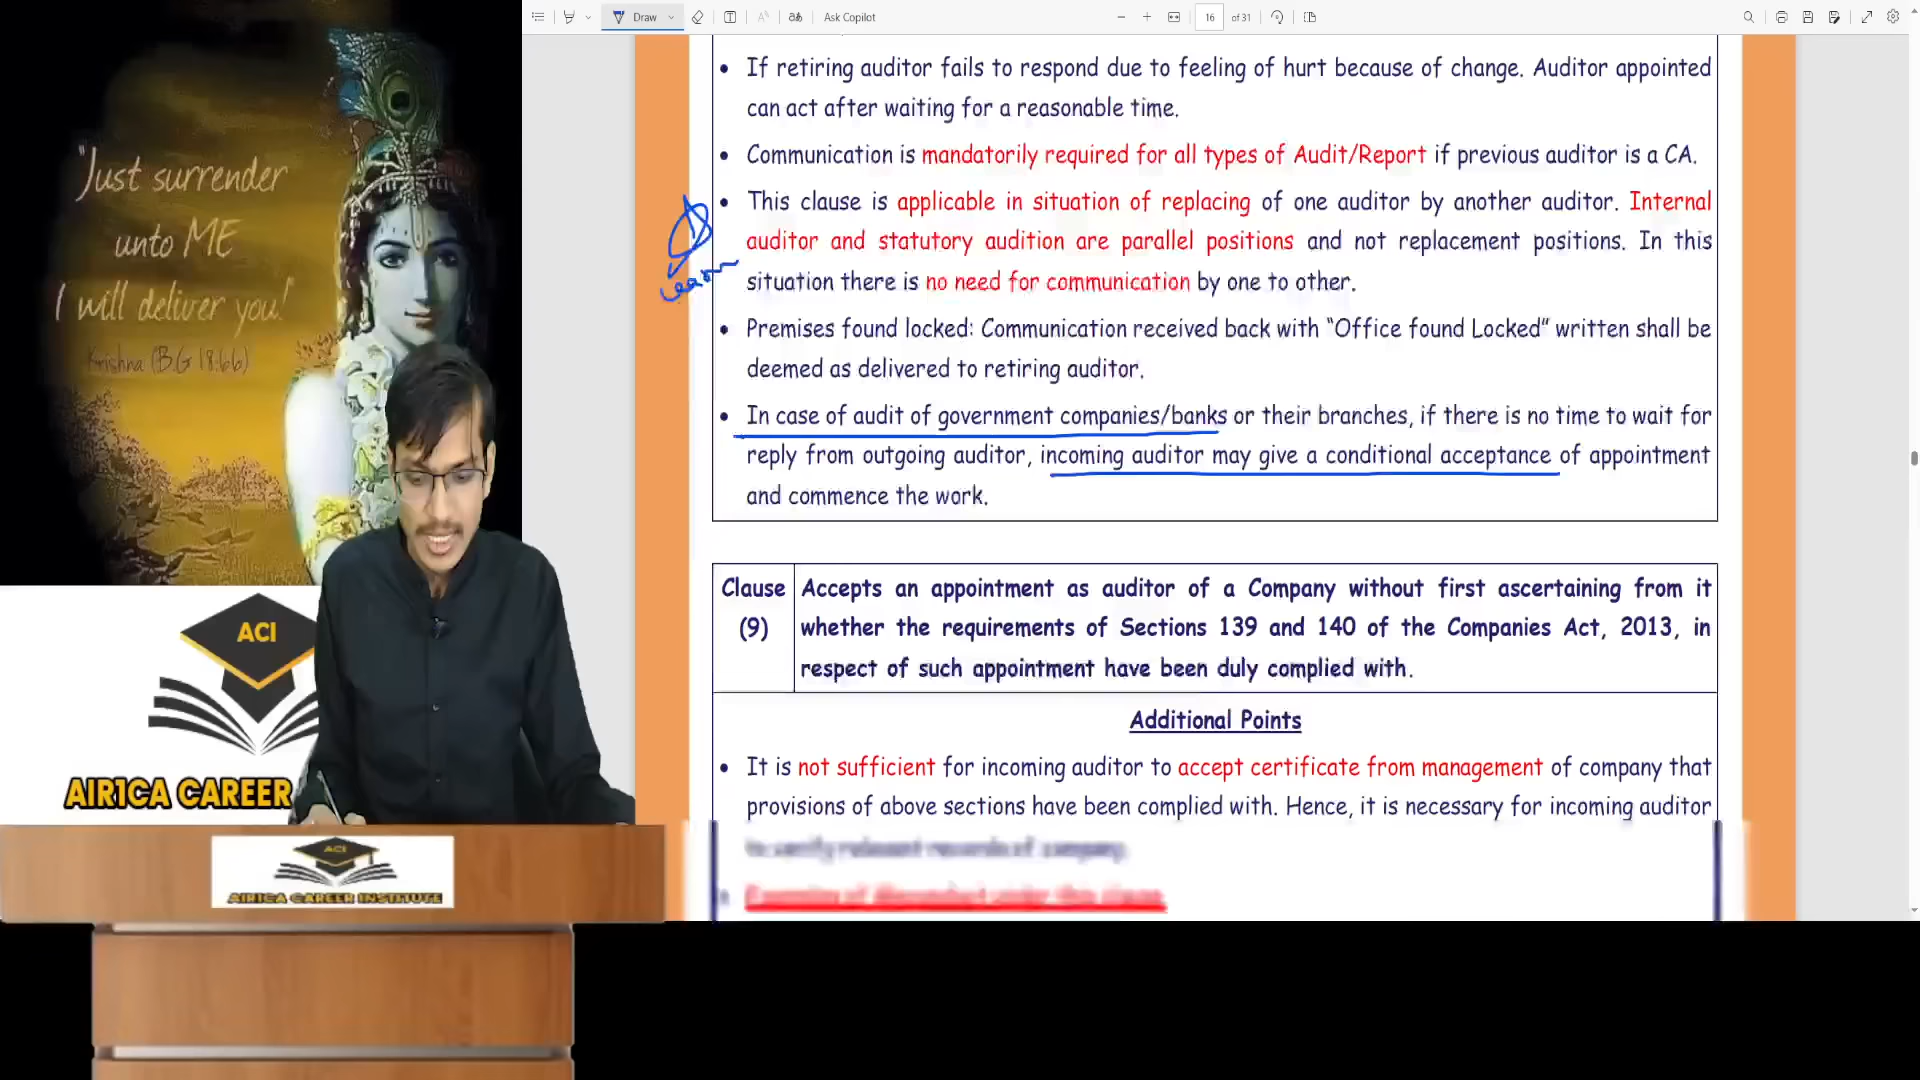 Draw
Ask Copilot
16
of 31
"Just surrender
unto ME
I will deliver you!"
Krishna (B.G 18:66)
• If retiring auditor fails to respond due to feeling of hurt because of change. Auditor appointed
can act after waiting for a reasonable time.
• Communication is mandatorily required for all types of Audit/Report if previous auditor is a CA.
• This clause is applicable in situation of replacing of one auditor by another auditor. Internal
auditor and statutory audition are parallel positions and not replacement positions. In this
situation there is no need for communication by one to other.
• Premises found locked: Communication received back with “Office found Locked” written shall be
deemed as delivered to retiring auditor.
• In case of audit of government companies/banks or their branches, if there is no time to wait for
reply from outgoing auditor, incoming auditor may give a conditional acceptance of appointment
and commence the work.
Clause
(9)
Accepts an appointment as auditor of a Company without first ascertaining from it
whether the requirements of Sections 139 and 140 of the Companies Act, 2013, in
respect of such appointment have been duly complied with.
Additional Points
• It is not sufficient for incoming auditor to accept certificate from management of company that
provisions of above sections have been complied with. Hence, it is necessary for incoming auditor
to verify relevant records of company.
ACI
AIR1CA CAREER
ACI
AIR1CA CAREER INSTITUTE